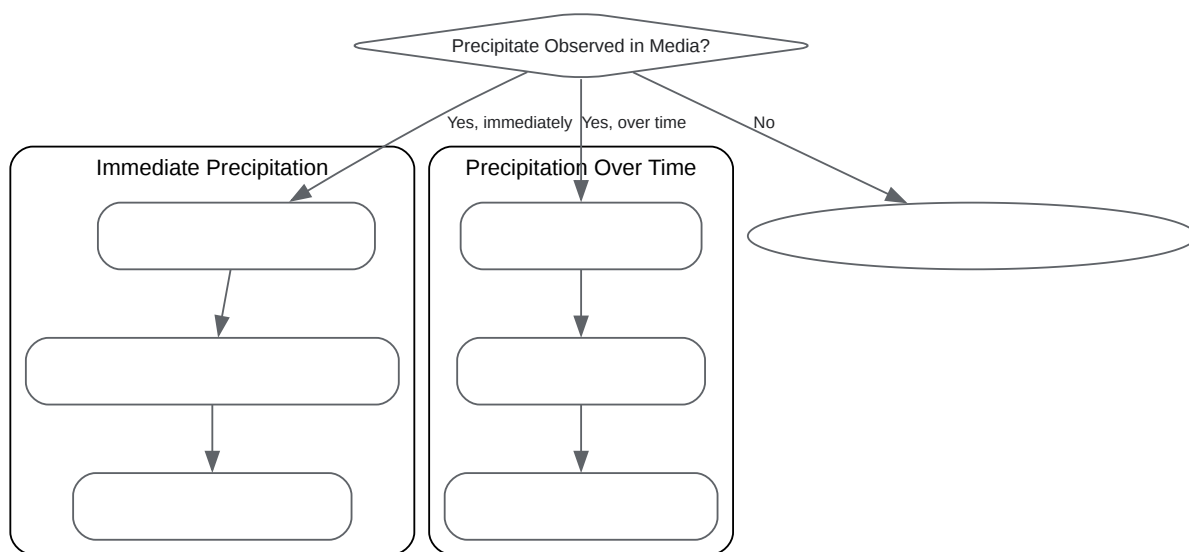 Precipitate Observed in Media?
Yes, immediately
Yes, over time
No
Immediate Precipitation
Precipitation Over Time